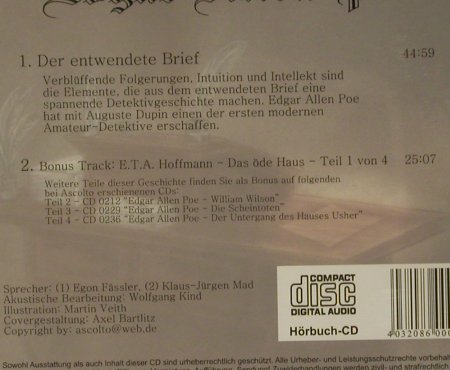 1. Der entwendete Brief 44:59
Verblüffende Folgerungen, Intuition und Intellekt sind
die Elemente, die aus dem entwendeten Brief eine
spannende Detektivgeschichte machen. Edgar Allen Poe
hat mit Auguste Dupin einen der ersten modernen
Amateur-Detektive erschaffen.
2. Bonus Track: E.T.A. Hoffmann - Das öde Haus - Teil 1 von 4 25:07
Weitere Teile dieser Geschichte finden Sie als Bonus auf folgenden
bei Ascolto erschienenen CDs:
Teil 2 - CD 0212 "Edgar Allen Poe - William Wilson"
Teil 3 - CD 0229 "Edgar Allen Poe - Die Scheintoten"
Teil 4 - CD 0236 "Edgar Allen Poe - Der Untergang des Hauses Usher"
Sprecher: (1) Egon Fässler, (2) Klaus-Jürgen Mad
Akustische Bearbeitung: Wolfgang Kind
Illustration: Martin Veith
Covergestaltung: Axel Bartlitz
Copyright by: ascolto@web.de
COMPACT
disc
DIGITAL AUDIO
Hörbuch-CD
4 032086 00
Sowohl Ausstattung als auch Inhalt dieser CD sind urheberrechtlich geschützt. Alle Urheber- und Leistungsschutzrechte vorbehalt